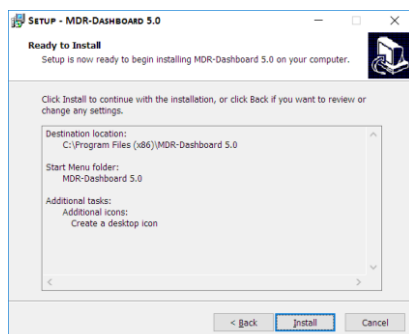 SETUP - MDR-DASHBOARD 5.0
Ready to Install
Setup is now ready to begin installing MDR-Dashboard 5.0 on your computer.
Click Install to continue with the installation, or click Back if you want to review or
change any settings.
Destination location:
C:\Program Files (x86)\MDR-Dashboard 5.0
Start Menu folder:
MDR-Dashboard 5.0
Additional tasks:
Additional icons:
Create a desktop icon
< Back
Install
Cancel